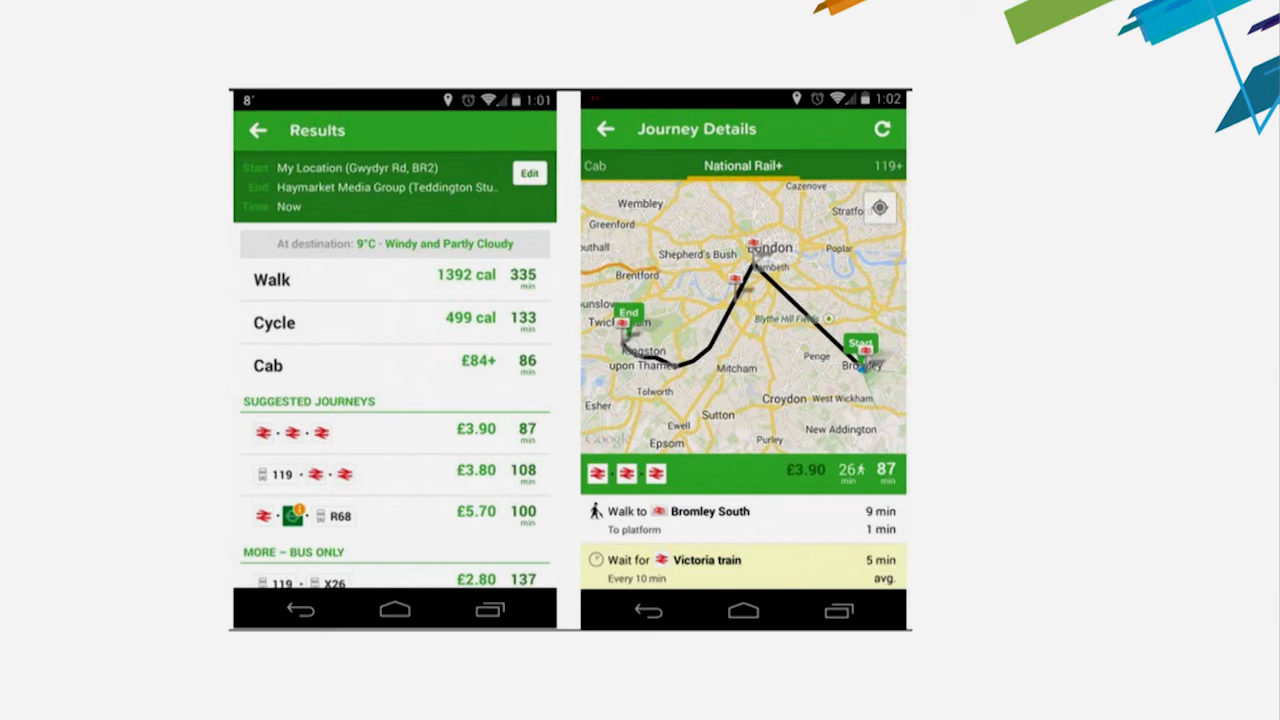 8°
1:01
Results
Start My Location (Gwydyr Rd, BR2)
Edit
End Haymarket Media Group (Teddington Stu..
Time Now
At destination: 9°C · Windy and Partly Cloudy
Walk 1392 cal 335 min
Cycle 499 cal 133 min
Cab £84+ 86 min
SUGGESTED JOURNEYS
£3.90 87 min
119 · · £3.80 108 min
· · R68 £5.70 100 min
MORE – BUS ONLY
119 · X26 £2.80 137
1:02
Journey Details
Cab National Rail+ 119+
Cazenove
Wembley
Stratfo
Greenford
outhall
Shepherd's Bush
London
Poplar
Lambeth
Brentford
ounslow
End
Twickenham
Blythe Hill Fields
Start
Kingston
upon Thames
Penge
Bromley
Mitcham
Tolworth
Croydon
West Wickham
Esher
Sutton
Ewell
New Addington
Google
Epsom
Purley
£3.90 26 min 87 min
Walk to Bromley South 9 min
To platform 1 min
Wait for Victoria train 5 min
Every 10 min avg.